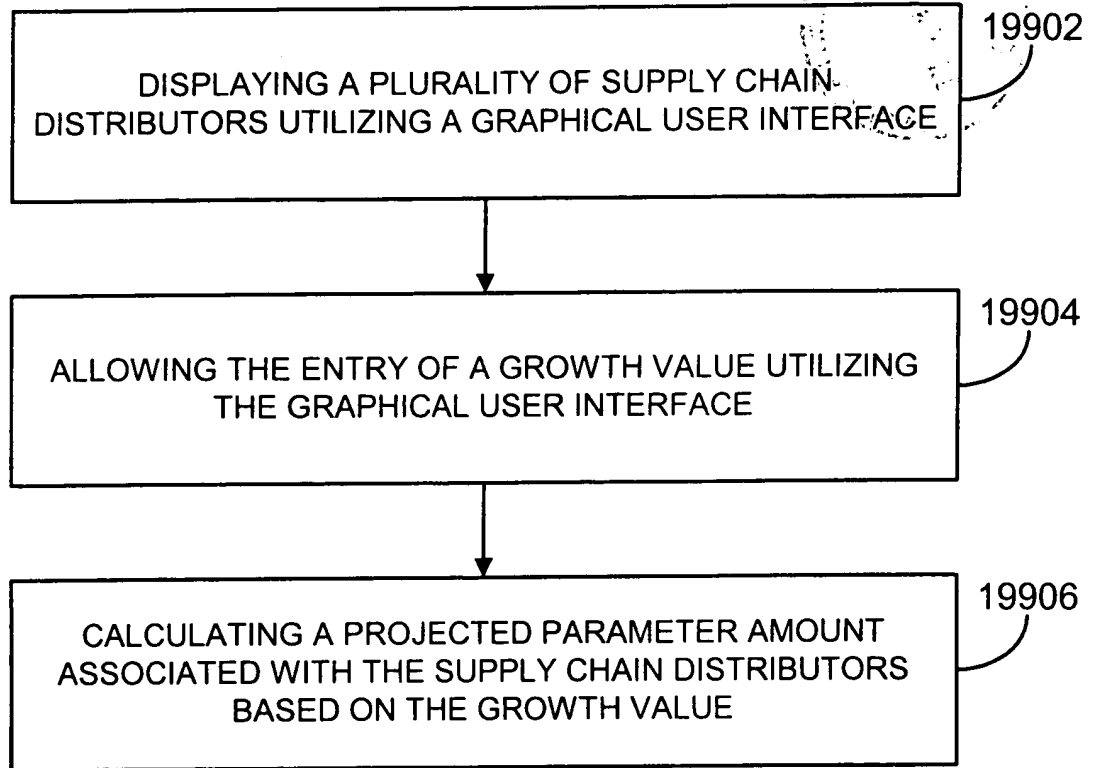 19902
DISPLAYING A PLURALITY OF SUPPLY CHAIN
DISTRIBUTORS UTILIZING A GRAPHICAL USER INTERFACE
19904
ALLOWING THE ENTRY OF A GROWTH VALUE UTILIZING
THE GRAPHICAL USER INTERFACE
19906
CALCULATING A PROJECTED PARAMETER AMOUNT
ASSOCIATED WITH THE SUPPLY CHAIN DISTRIBUTORS
BASED ON THE GROWTH VALUE